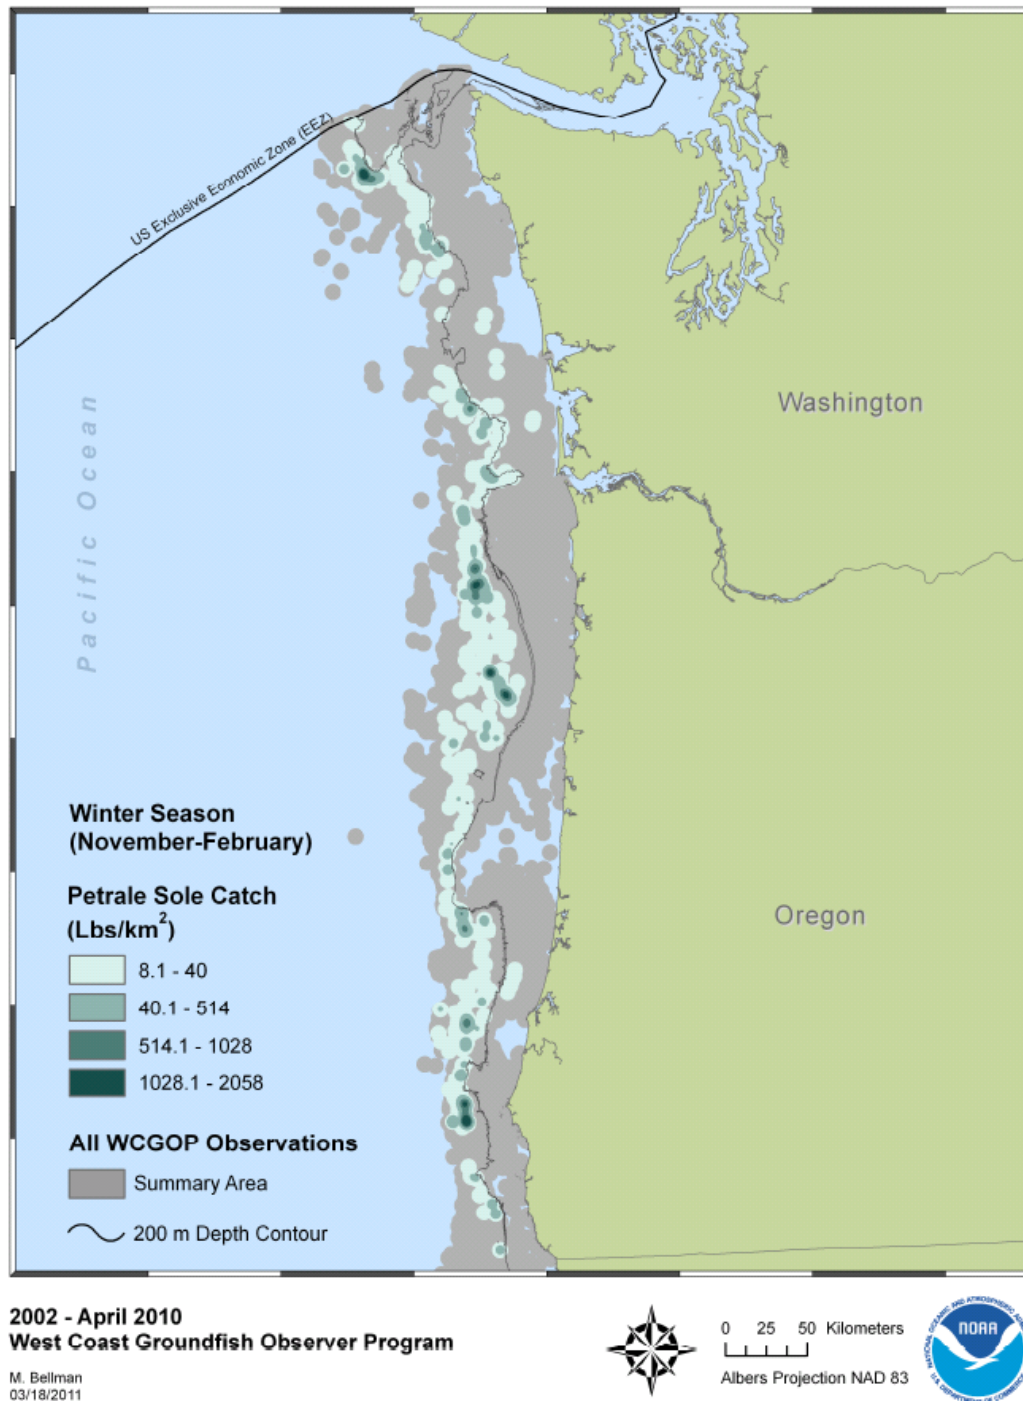 US Exclusive Economic Zone (EEZ)
Washington
Pacific Ocean
Winter Season
(November-February)
Petrale Sole Catch
(Lbs/km²)
Oregon
8.1 - 40
40.1 - 514
514.1 - 1028
1028.1 - 2058
All WCGOP Observations
Summary Area
200 m Depth Contour
2002 - April 2010
West Coast Groundfish Observer Program
M. Bellman
03/18/2011
0 25 50 Kilometers
Albers Projection NAD 83
NOAA